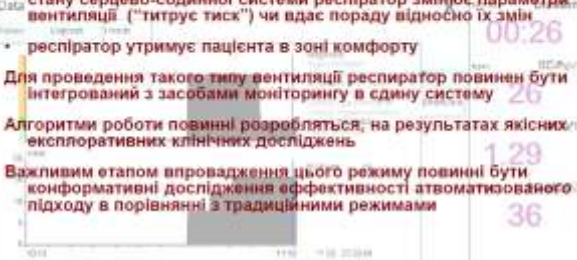 стану серцево-судинної системи респіратор змінює параметри
вентиляції ("титрує тиск") чи вдає пораду відносно їх змін
00:26
• респіратор утримує пацієнта в зоні комфорту
Для проведення такого типу вентиляції респиратор повинен бути
інтегрований з засобами моніторингу в єдину систему
26
Алгоритми роботи повинні розробляться, на результатах якісних
експлоративних клінічних досліджень
1.29
Важливим етапом впровадження цього режиму повинні бути
конформативні дослідження єффективності атвоматизованого
підходу в порівнянні з традиційними режимами
36